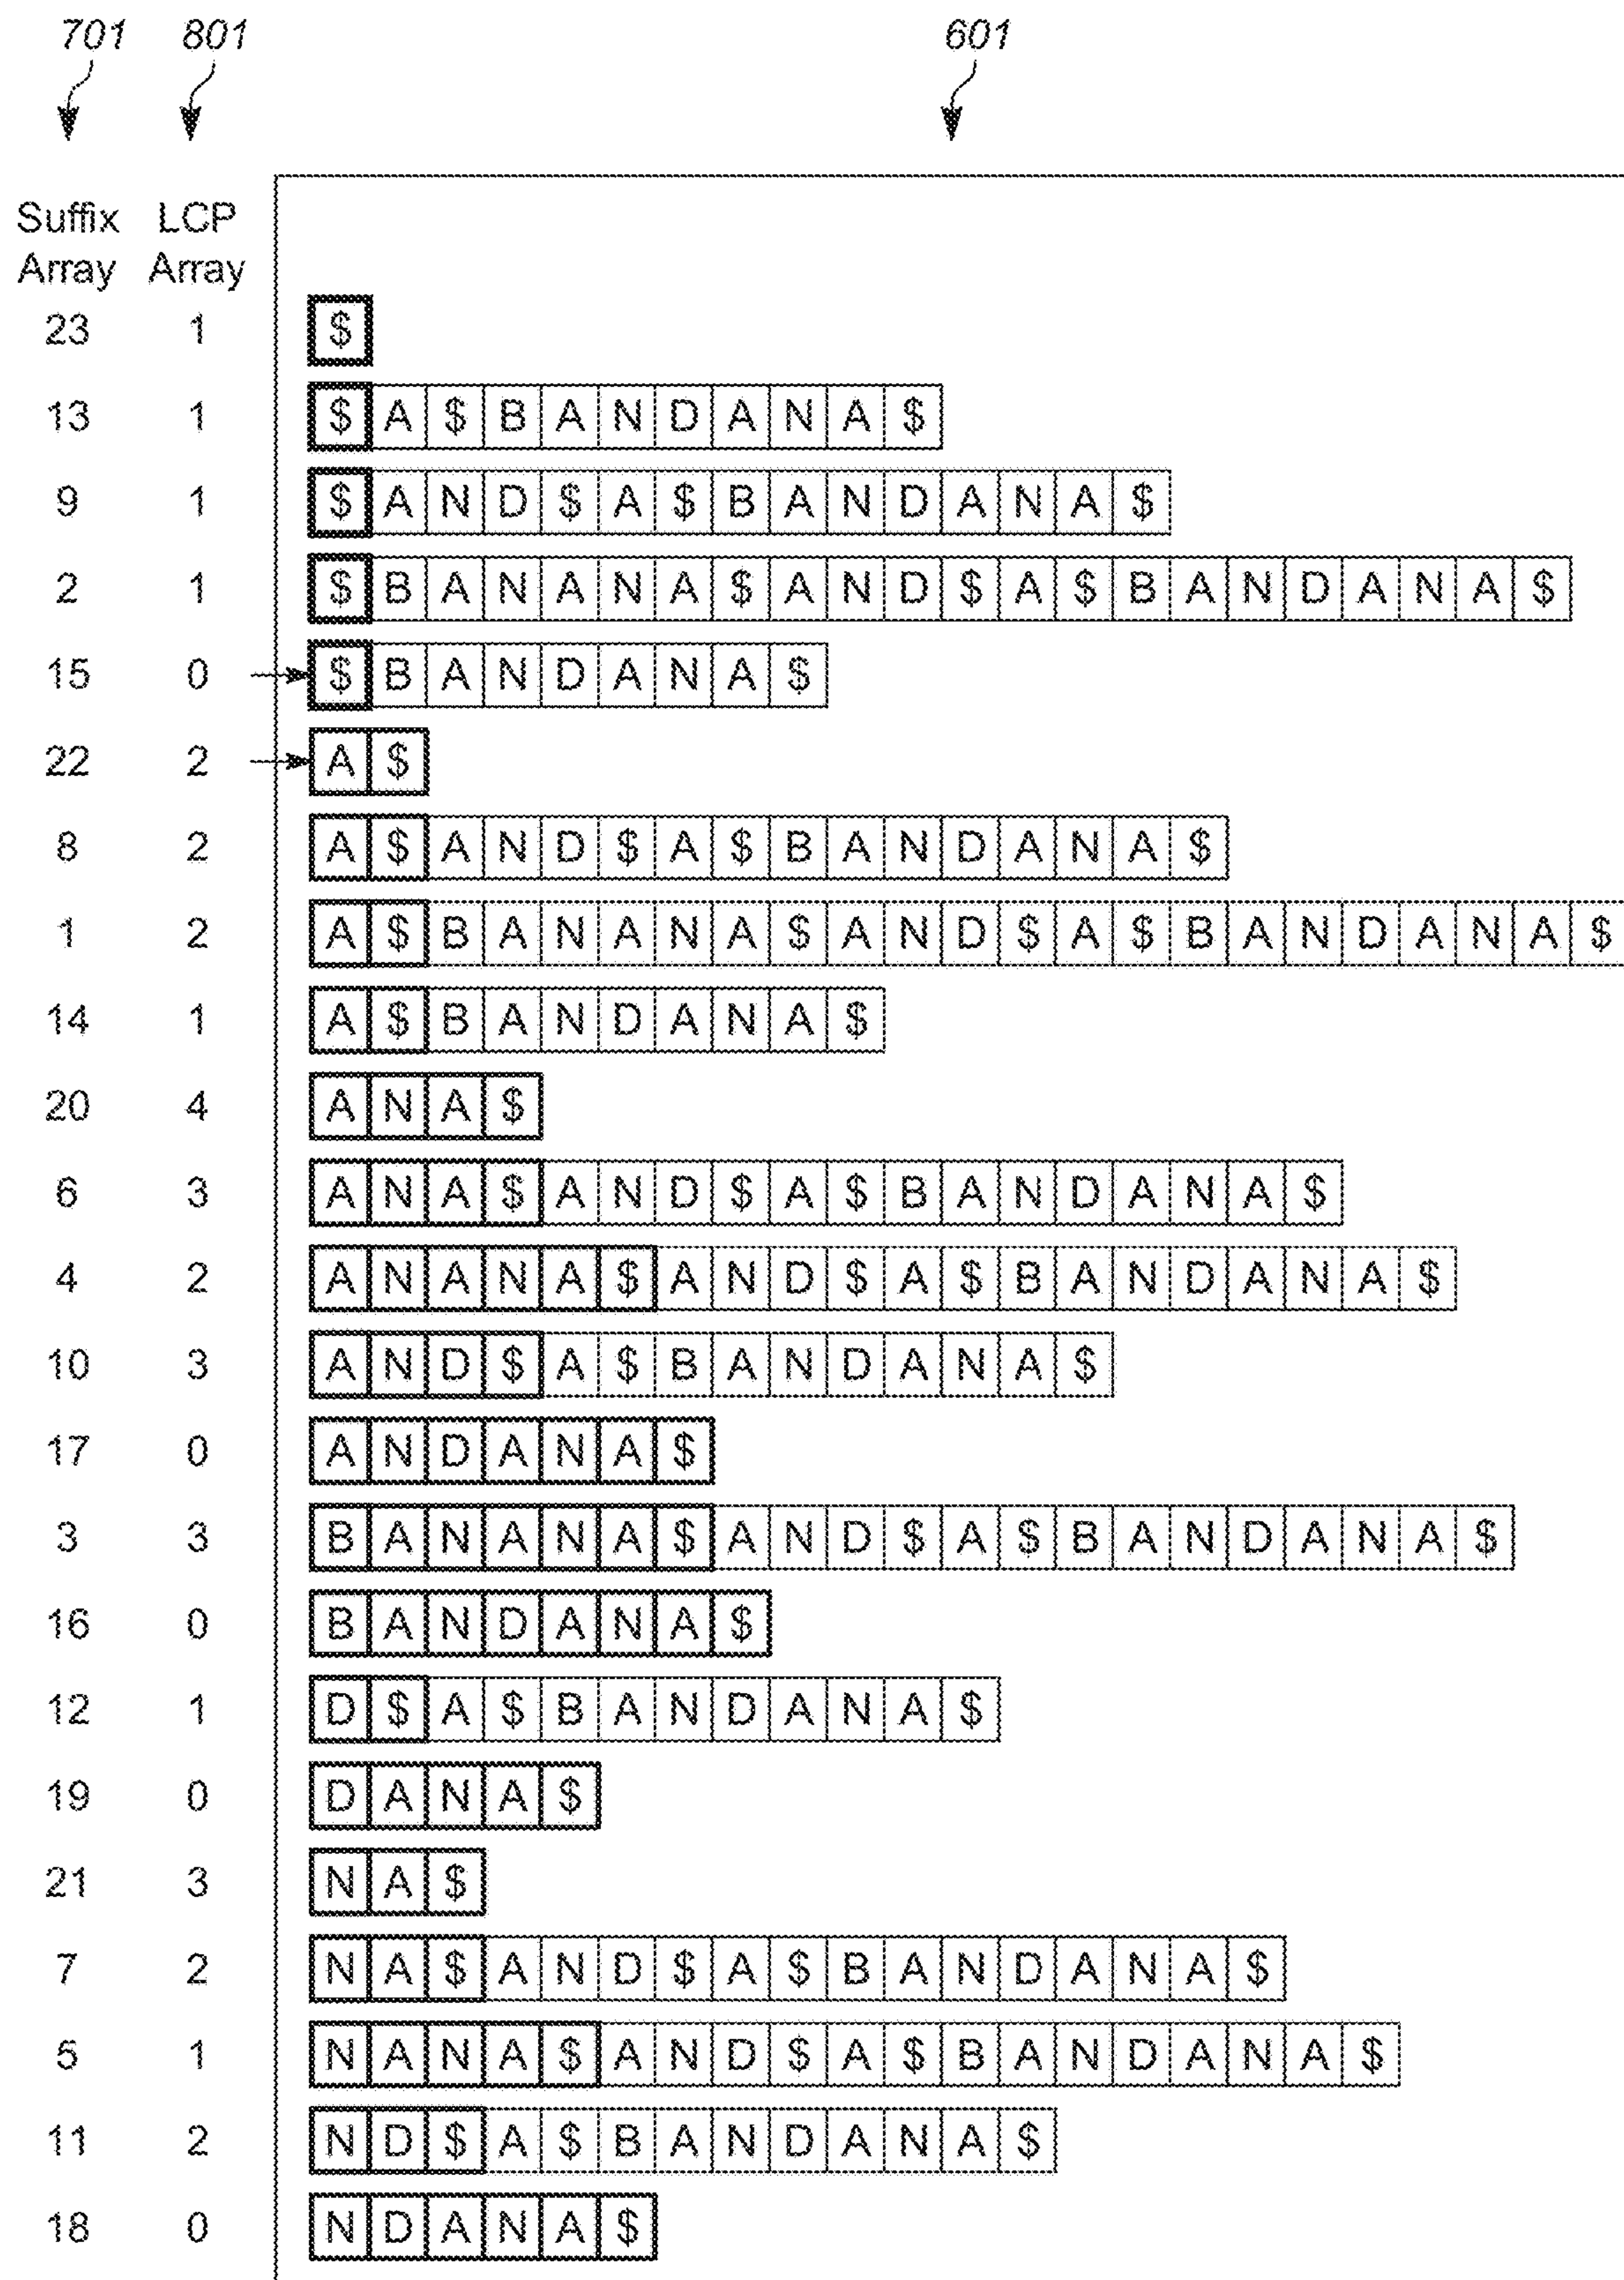 701 801 601
Suffix LCP
Array Array
23 1 $
13 1 $A$BANDANA$
9 1 $AND$A$BANDANA$
2 1 $BANANA$AND$A$BANDANA$
15 0 $BANDANA$
22 2 A$
8 2 A$AND$A$BANDANA$
1 2 A$BANANA$AND$A$BANDANA$
14 1 A$BANDANA$
20 4 ANA$
6 3 ANA$AND$A$BANDANA$
4 2 ANANA$AND$A$BANDANA$
10 3 AND$A$BANDANA$
17 0 ANDANA$
3 3 BANANA$AND$A$BANDANA$
16 0 BANDANA$
12 1 D$A$BANDANA$
19 0 DANA$
21 3 NA$
7 2 NA$AND$A$BANDANA$
5 1 NANA$AND$A$BANDANA$
11 2 ND$A$BANDANA$
18 0 NDANA$